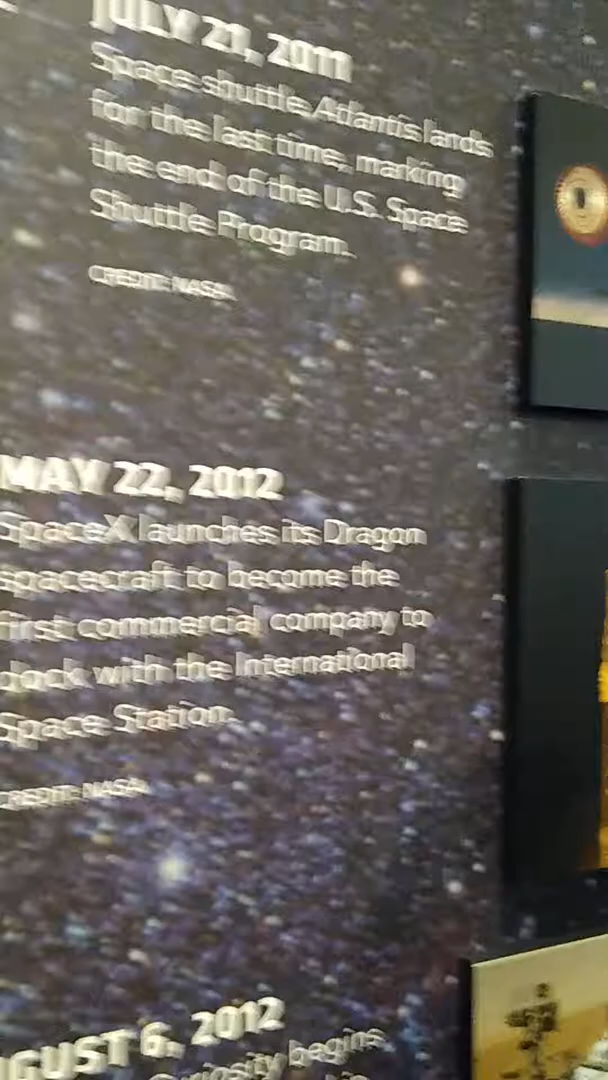 JULY 21, 2011
Space shuttle Atlantis lands
for the last time, marking
the end of the U.S. Space
Shuttle Program.
CREDIT: NASA
MAY 22, 2012
SpaceX launches its Dragon
spacecraft to become the
first commercial company to
dock with the International
Space Station.
CREDIT: NASA
AUGUST 6, 2012
Curiosity begins